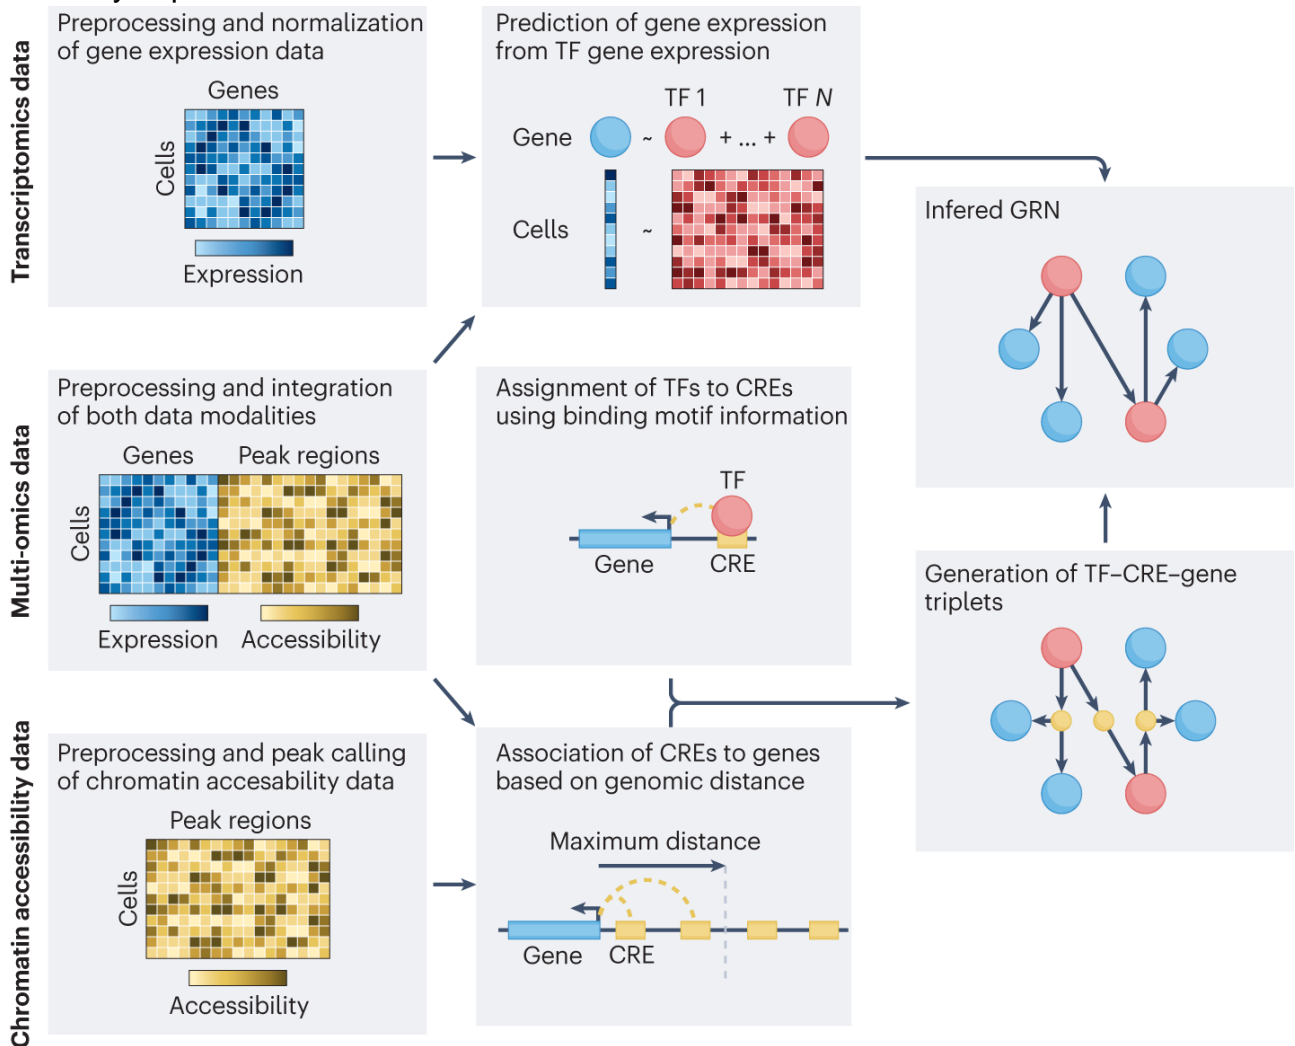 Transcriptomics data
Preprocessing and normalization
of gene expression data
Genes
Cells
Expression
Prediction of gene expression
from TF gene expression
TF 1
TF N
Gene ~ + ... +
Cells ~
Infered GRN
Multi-omics data
Preprocessing and integration
of both data modalities
Genes
Peak regions
Cells
Expression
Accessibility
Assignment of TFs to CREs
using binding motif information
TF
Gene
CRE
Generation of TF–CRE–gene
triplets
Chromatin accessibility data
Preprocessing and peak calling
of chromatin accesability data
Peak regions
Cells
Accessibility
Association of CREs to genes
based on genomic distance
Maximum distance
Gene
CRE